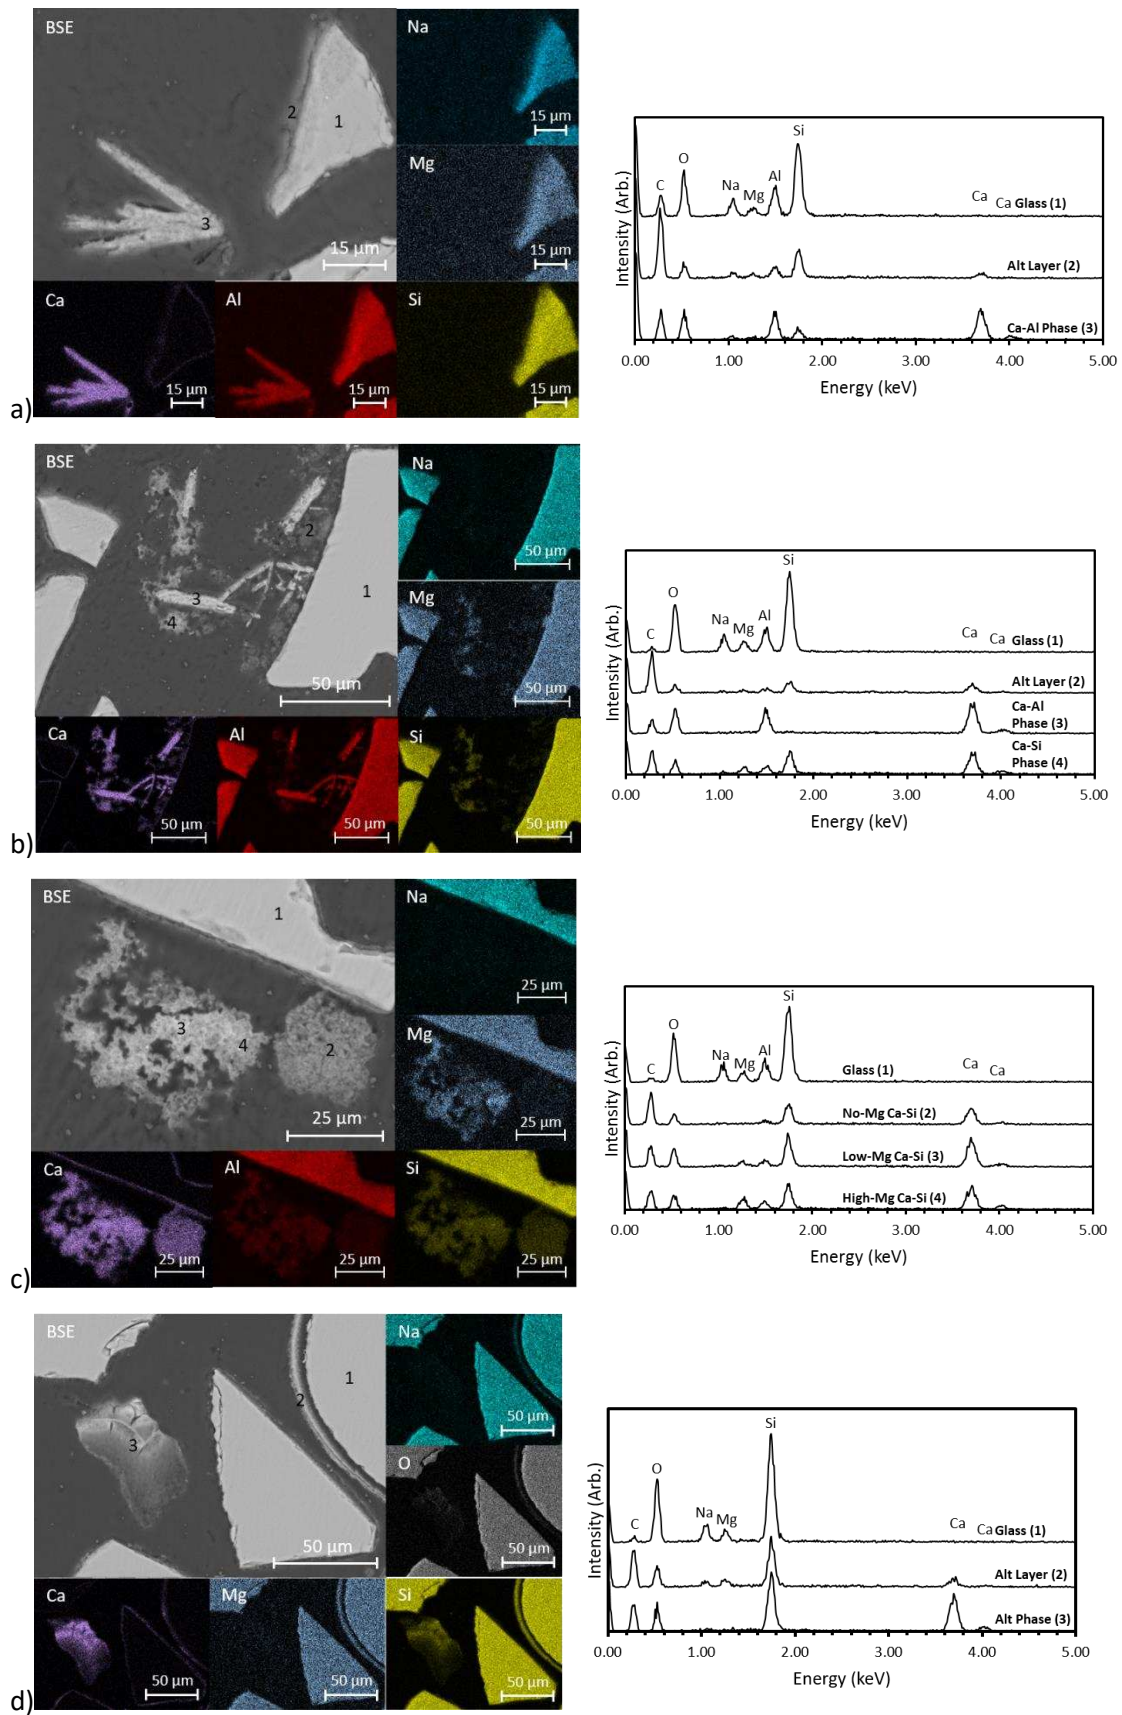 BSE
Na
2
1
15 µm
Mg
3
15 µm
15 µm
Ca
Al
Si
15 µm
15 µm
15 µm
a)
Intensity (Arb.)
C
O
Na
Mg
Al
Si
Ca
Ca Glass (1)
Alt Layer (2)
Ca-Al Phase (3)
0.00 1.00 2.00 3.00 4.00 5.00
Energy (keV)
BSE
Na
2
50 µm
3
1
4
Mg
50 µm
50 µm
Ca
Al
Si
50 µm
50 µm
50 µm
b)
Intensity (Arb.)
C
O
Na
Mg
Al
Si
Ca
Ca
Glass (1)
Alt Layer (2)
Ca-Al
Phase (3)
Ca-Si
Phase (4)
0.00 1.00 2.00 3.00 4.00 5.00
Energy (keV)
BSE
Na
1
25 µm
3
4
2
Mg
25 µm
25 µm
Ca
Al
Si
25 µm
25 µm
25 µm
c)
Intensity (Arb.)
C
O
Na
Mg
Al
Si
Ca
Ca
Glass (1)
No-Mg Ca-Si (2)
Low-Mg Ca-Si (3)
High-Mg Ca-Si (4)
0.00 1.00 2.00 3.00 4.00 5.00
Energy (keV)
BSE
Na
1
2
50 µm
3
O
50 µm
50 µm
Ca
Mg
Si
50 µm
50 µm
50 µm
d)
Intensity (Arb.)
C
O
Na
Mg
Si
Ca
Ca Glass (1)
Alt Layer (2)
Alt Phase (3)
0.00 1.00 2.00 3.00 4.00 5.00
Energy (keV)